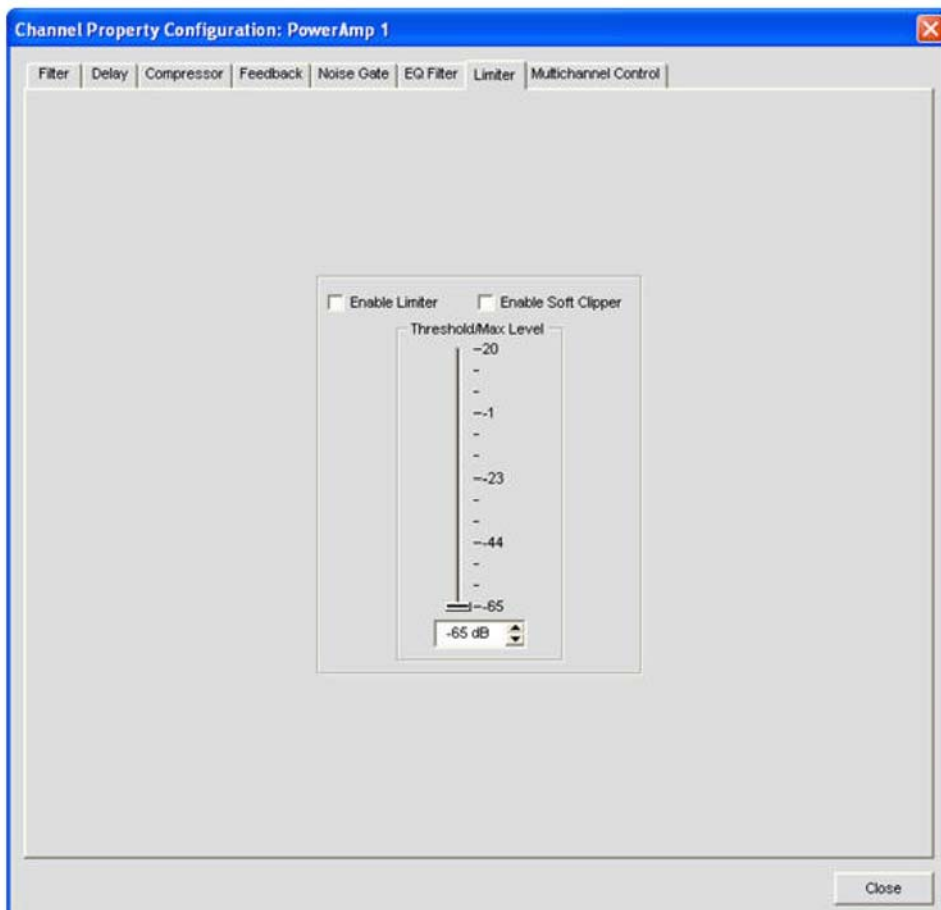 Channel Property Configuration: PowerAmp 1
Filter Delay Compressor Feedback Noise Gate EQ Filter Limiter Multichannel Control
Enable Limiter Enable Soft Clipper
Threshold/Max Level
-20
--1
--23
--44
--65
-65 dB
Close